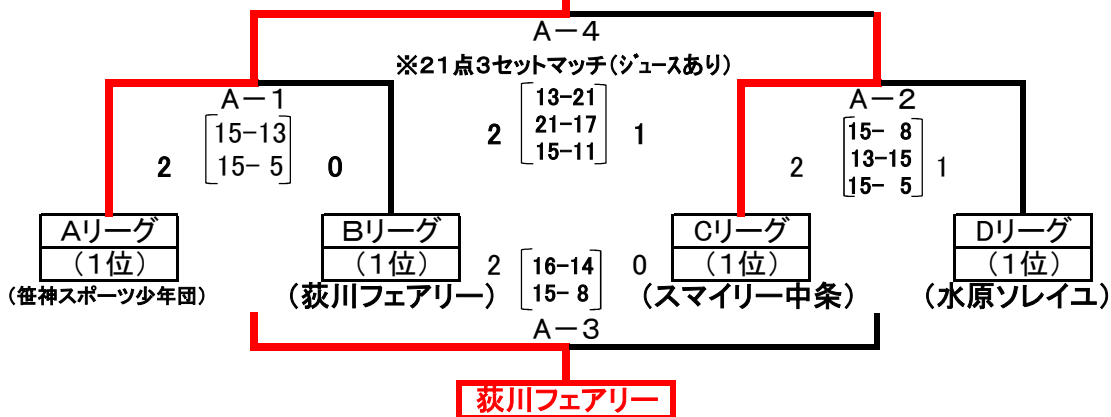 A－4
※21点3セットマッチ(ジュースあり)
A－1
15-13
15- 5
2
0
13-21
21-17
15-11
2
1
A－2
15- 8
13-15
15- 5
2
1
Aリーグ
(1位)
(笹神スポーツ少年団)
Bリーグ
(1位)
(荻川フェアリー)
2
16-14
15- 8
0
Cリーグ
(1位)
(スマイリー中条)
Dリーグ
(1位)
(水原ソレイユ)
A－3
荻川フェアリー